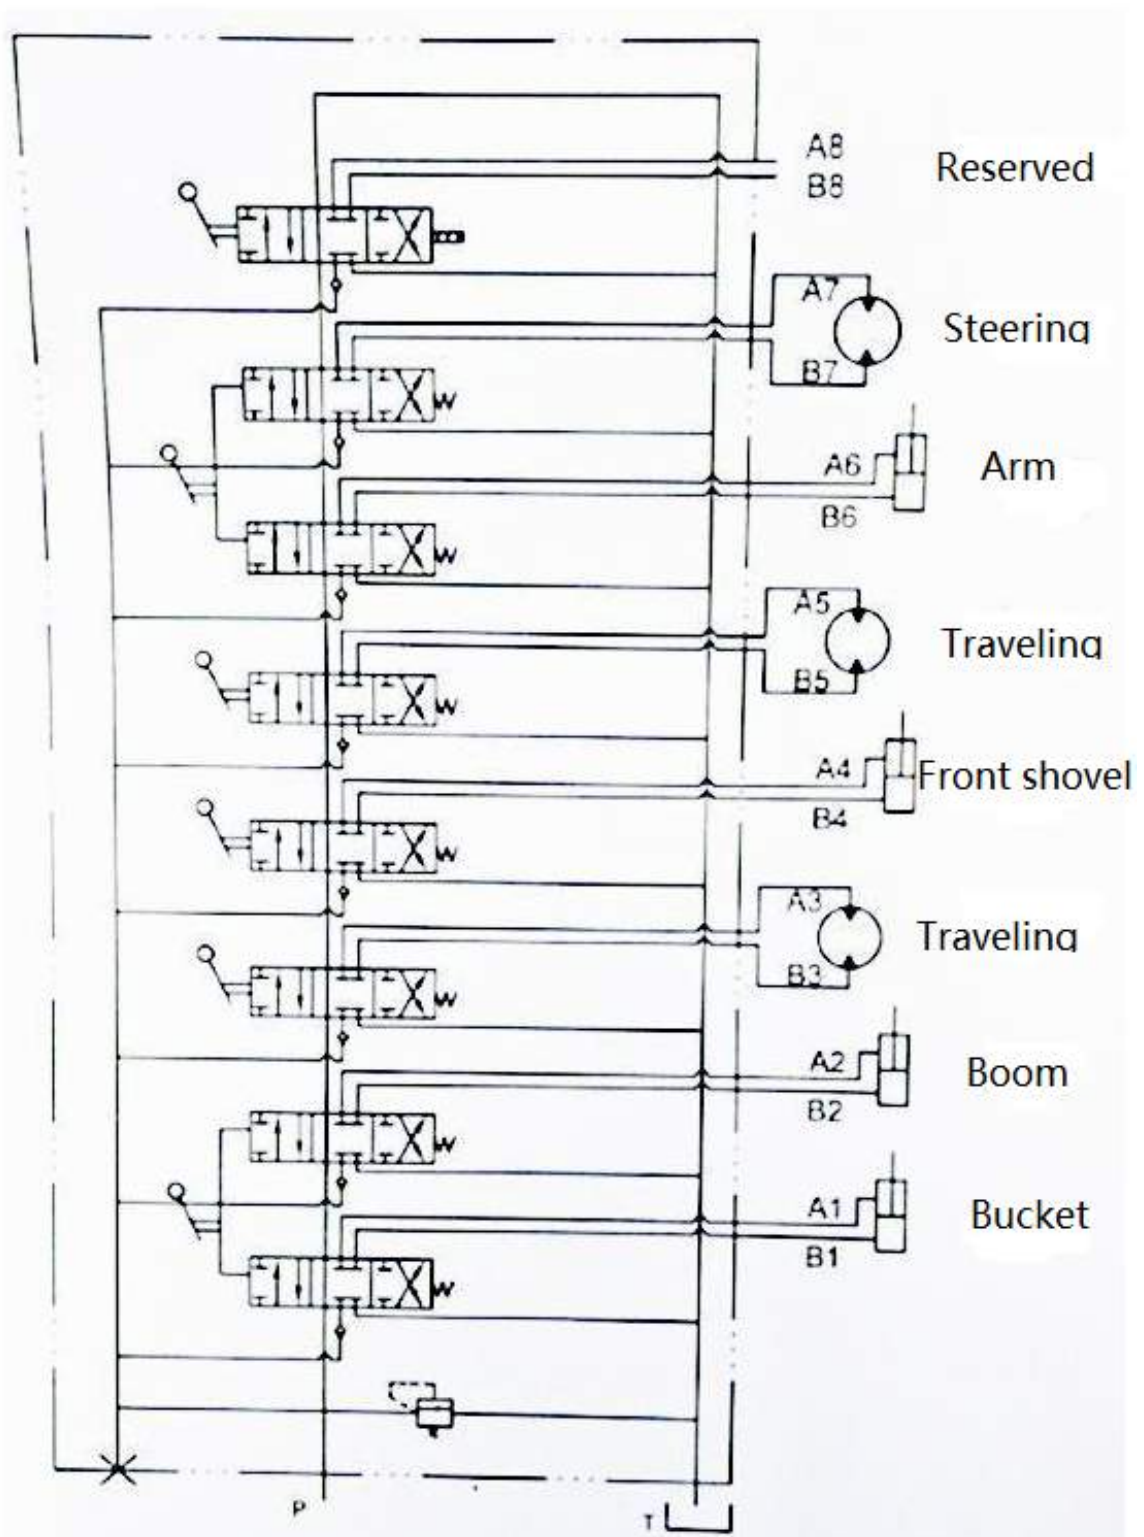 A8
Reserved
B8
A7
Steering
B7
A6
Arm
B6
A5
Traveling
B5
A4
Front shovel
B4
A3
Traveling
B3
A2
Boom
B2
A1
Bucket
B1
P
T